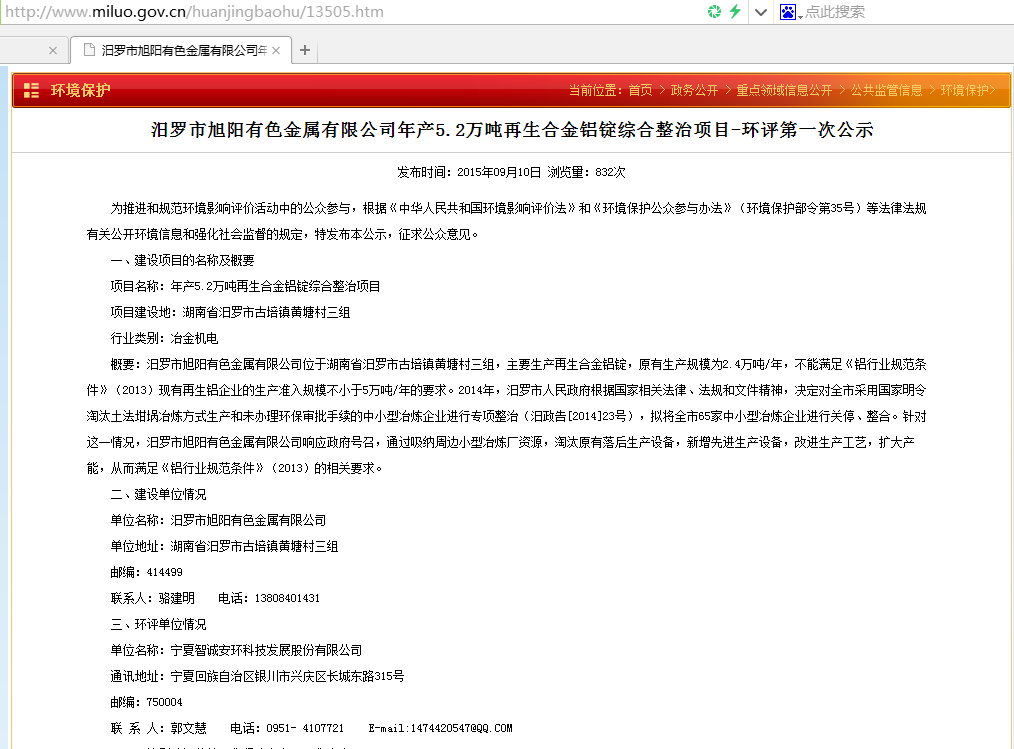 http://www.miluo.gov.cn/huanjingbaohu/13505.htm
点此搜索
汨罗市旭阳有色金属有限公司年
环境保护
当前位置：首页 > 政务公开 > 重点领域信息公开 > 公共监管信息 > 环境保护>
汨罗市旭阳有色金属有限公司年产5.2万吨再生合金铝锭综合整治项目-环评第一次公示
发布时间：2015年09月10日 浏览量：832次
为推进和规范环境影响评价活动中的公众参与，根据《中华人民共和国环境影响评价法》和《环境保护公众参与办法》（环境保护部令第35号）等法律法规
有关公开环境信息和强化社会监督的规定，特发布本公示，征求公众意见。
一、建设项目的名称及概要
项目名称：年产5.2万吨再生合金铝锭综合整治项目
项目建设地：湖南省汨罗市古培镇黄塘村三组
行业类别：冶金机电
概要：汨罗市旭阳有色金属有限公司位于湖南省汨罗市古培镇黄塘村三组，主要生产再生合金铝锭，原有生产规模为2.4万吨/年，不能满足《铝行业规范条
件》（2013）现有再生铝企业的生产准入规模不小于5万吨/年的要求。2014年，汨罗市人民政府根据国家相关法律、法规和文件精神，决定对全市采用国家明令
淘汰土法坩埚冶炼方式生产和未办理环保审批手续的中小型冶炼企业进行专项整治（汨政告[2014]23号），拟将全市65家中小型冶炼企业进行关停、整合。针对
这一情况，汨罗市旭阳有色金属有限公司响应政府号召，通过吸纳周边小型冶炼厂资源，淘汰原有落后生产设备，新增先进生产设备，改进生产工艺，扩大产
能，从而满足《铝行业规范条件》（2013）的相关要求。
二、建设单位情况
单位名称：汨罗市旭阳有色金属有限公司
单位地址：湖南省汨罗市古培镇黄塘村三组
邮编：414499
联系人：骆建明 电话：13808401431
三、环评单位情况
单位名称：宁夏智诚安环科技发展股份有限公司
通讯地址：宁夏回族自治区银川市兴庆区长城东路315号
邮编：750004
联 系 人：郭文慧 电话：0951- 4107721 E-mail:1474420547@QQ.COM